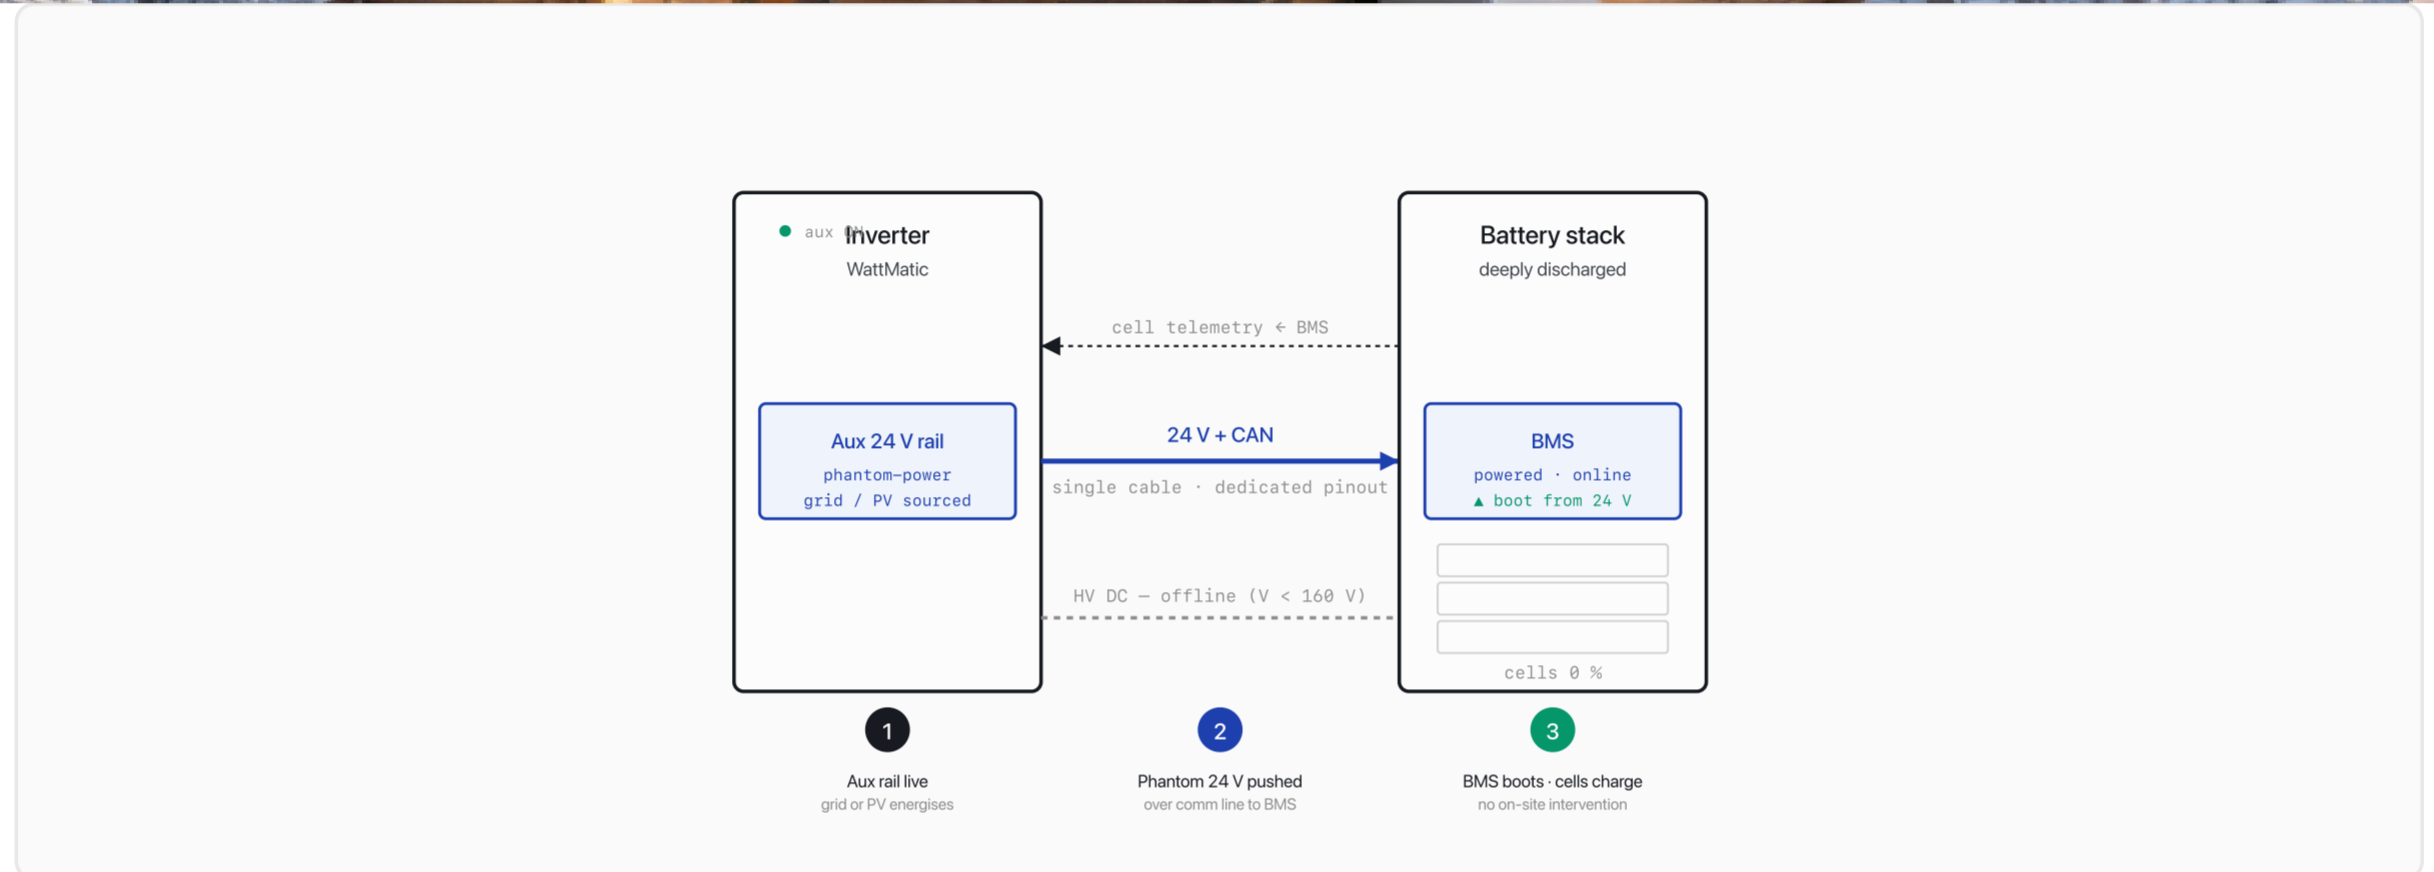 aux ON
Inverter
WattMatic
Battery stack
deeply discharged
cell telemetry ← BMS
Aux 24 V rail
phantom-power
grid / PV sourced
24 V + CAN
single cable · dedicated pinout
BMS
powered · online
▲ boot from 24 V
HV DC — offline (V < 160 V)
cells 0 %
1
Aux rail live
grid or PV energises
2
Phantom 24 V pushed
over comm line to BMS
3
BMS boots · cells charge
no on-site intervention